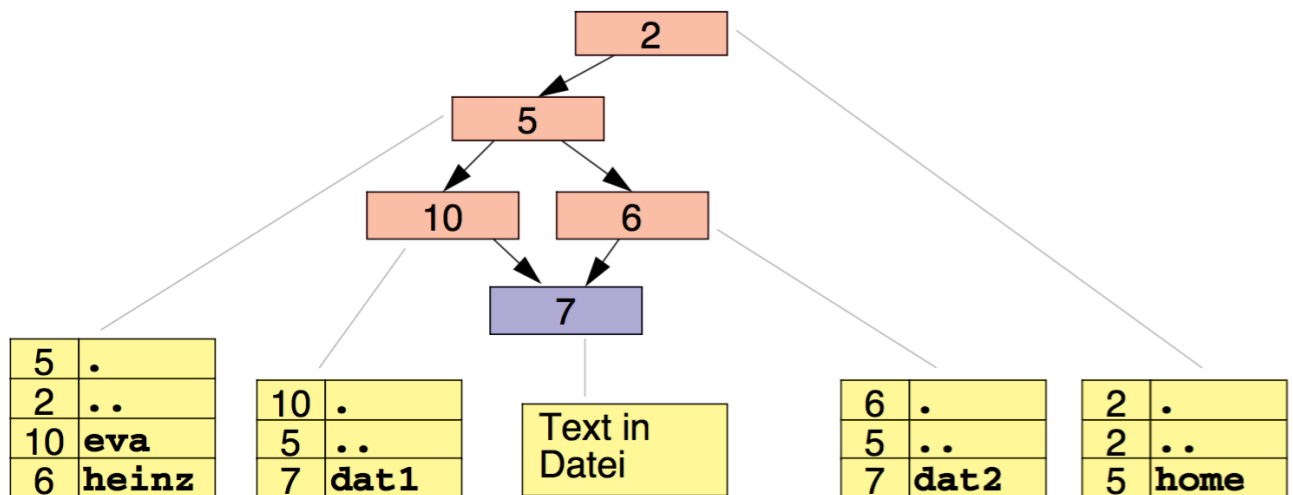 2
5
10
6
7
5 .
2 ..
10 eva
6 heinz
10 .
5 ..
7 dat1
Text in
Datei
6 .
5 ..
7 dat2
2 .
2 ..
5 home